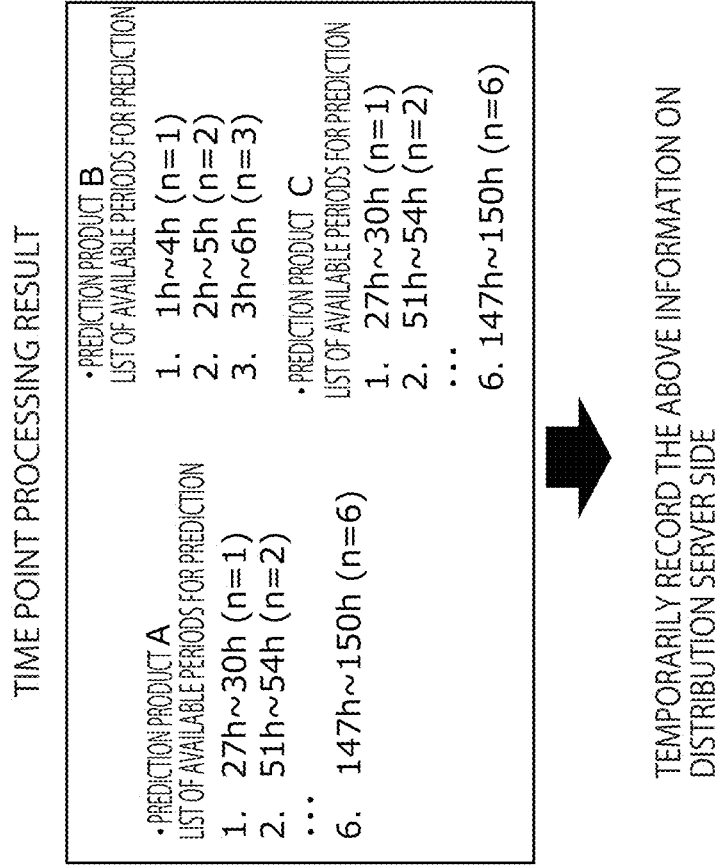 TIME POINT PROCESSING RESULT
• PREDICTION PRODUCT A
LIST OF AVAILABLE PERIODS FOR PREDICTION
1. 27h~30h (n=1)
2. 51h~54h (n=2)
...
6. 147h~150h (n=6)
• PREDICTION PRODUCT B
LIST OF AVAILABLE PERIODS FOR PREDICTION
1. 1h~4h (n=1)
2. 2h~5h (n=2)
3. 3h~6h (n=3)
• PREDICTION PRODUCT C
LIST OF AVAILABLE PERIODS FOR PREDICTION
1. 27h~30h (n=1)
2. 51h~54h (n=2)
...
6. 147h~150h (n=6)
TEMPORARILY RECORD THE ABOVE INFORMATION ON
DISTRIBUTION SERVER SIDE